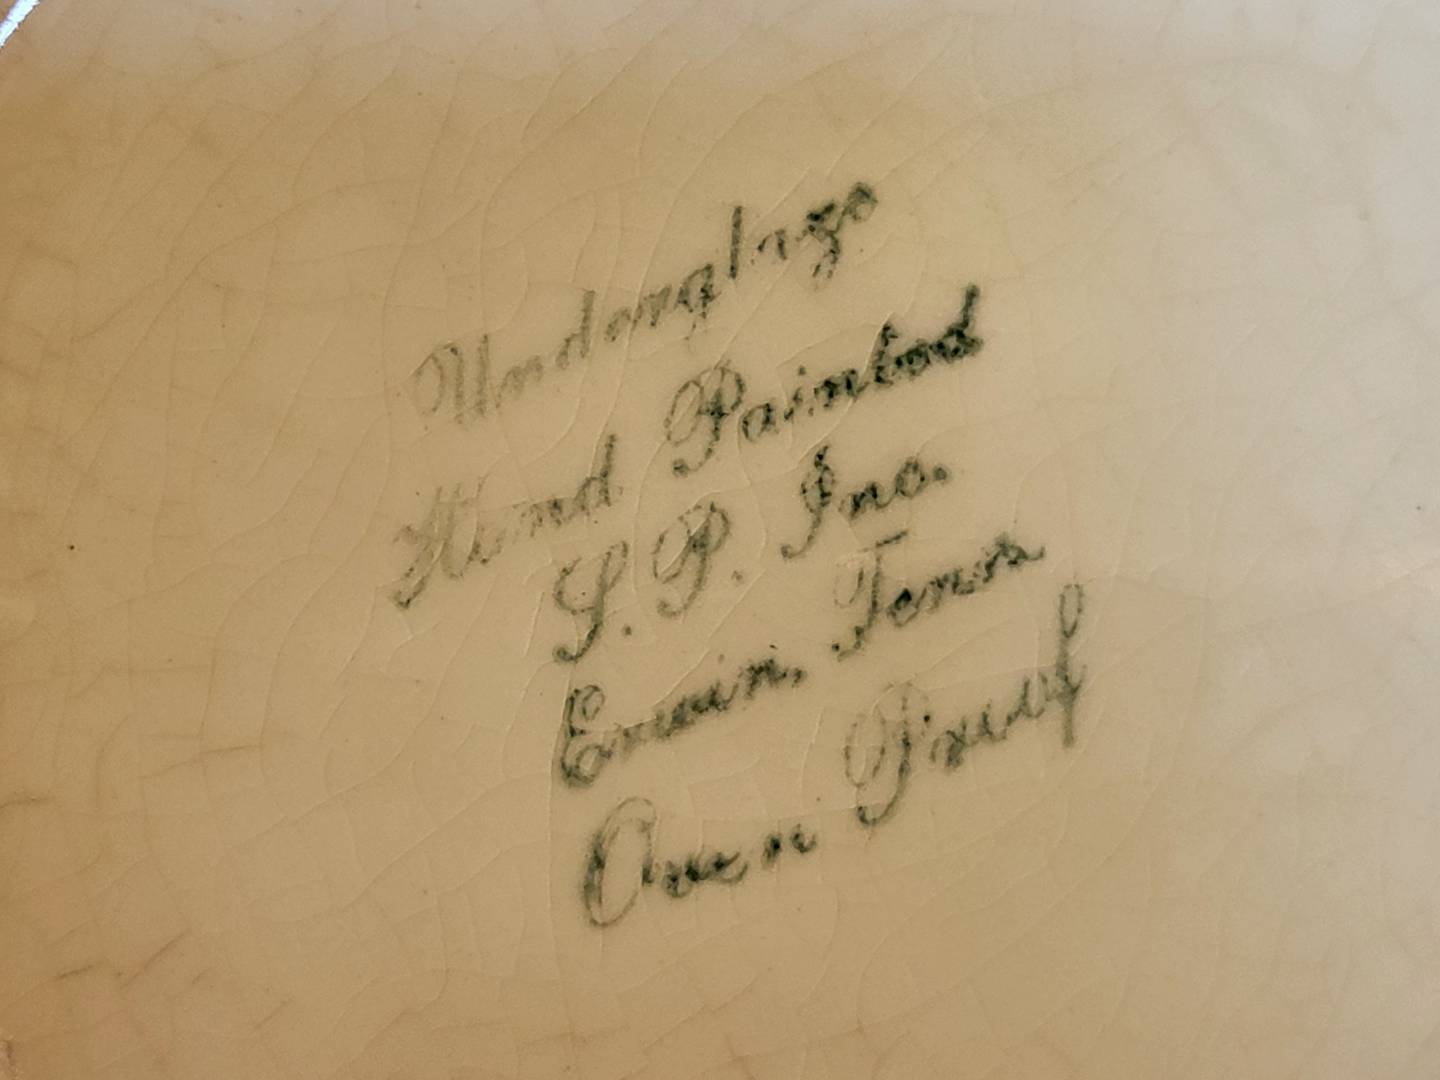 Underglaze
Hand Painted
S. P. Inc.
Erwin, Tenn
Oven Proof